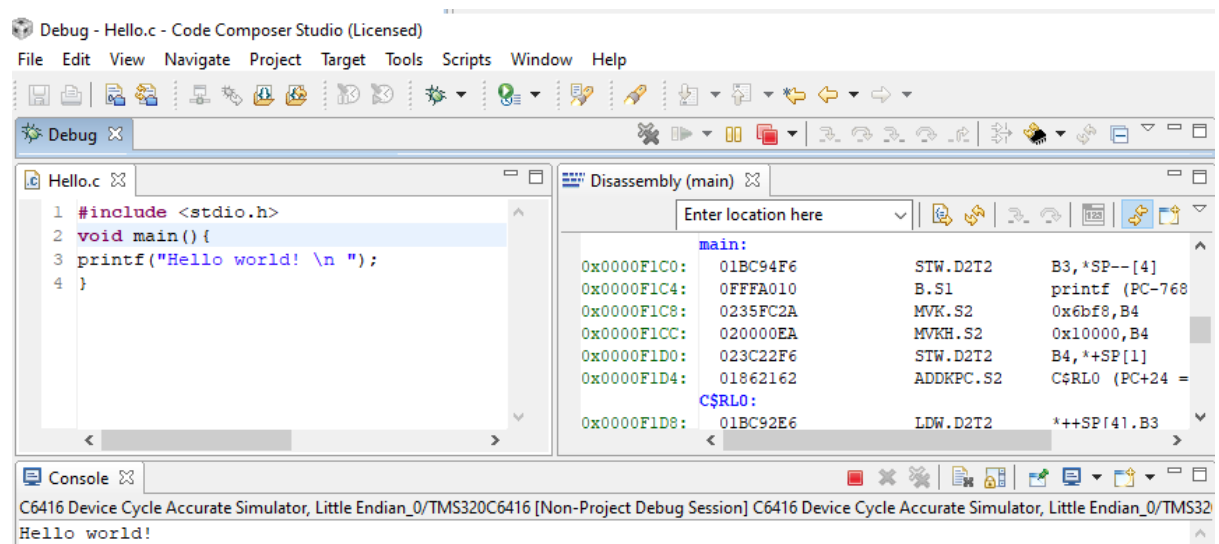 Debug - Hello.c - Code Composer Studio (Licensed)
File Edit View Navigate Project Target Tools Scripts Window Help
Debug
Hello.c
1 #include <stdio.h>
2 void main(){
3 printf("Hello world! \n ");
4 }
Disassembly (main)
Enter location here
main:
0x0000F1C0: 01BC94F6 STW.D2T2 B3,*SP--[4]
0x0000F1C4: 0FFFA010 B.S1 printf (PC-768
0x0000F1C8: 0235FC2A MVK.S2 0x6bf8,B4
0x0000F1CC: 020000EA MVKH.S2 0x10000,B4
0x0000F1D0: 023C22F6 STW.D2T2 B4,*+SP[1]
0x0000F1D4: 01862162 ADDKPC.S2 C$RL0 (PC+24 =
C$RL0:
0x0000F1D8: 01BC92E6 LDW.D2T2 *++SP[4],B3
Console
C6416 Device Cycle Accurate Simulator, Little Endian_0/TMS320C6416 [Non-Project Debug Session] C6416 Device Cycle Accurate Simulator, Little Endian_0/TMS32
Hello world!